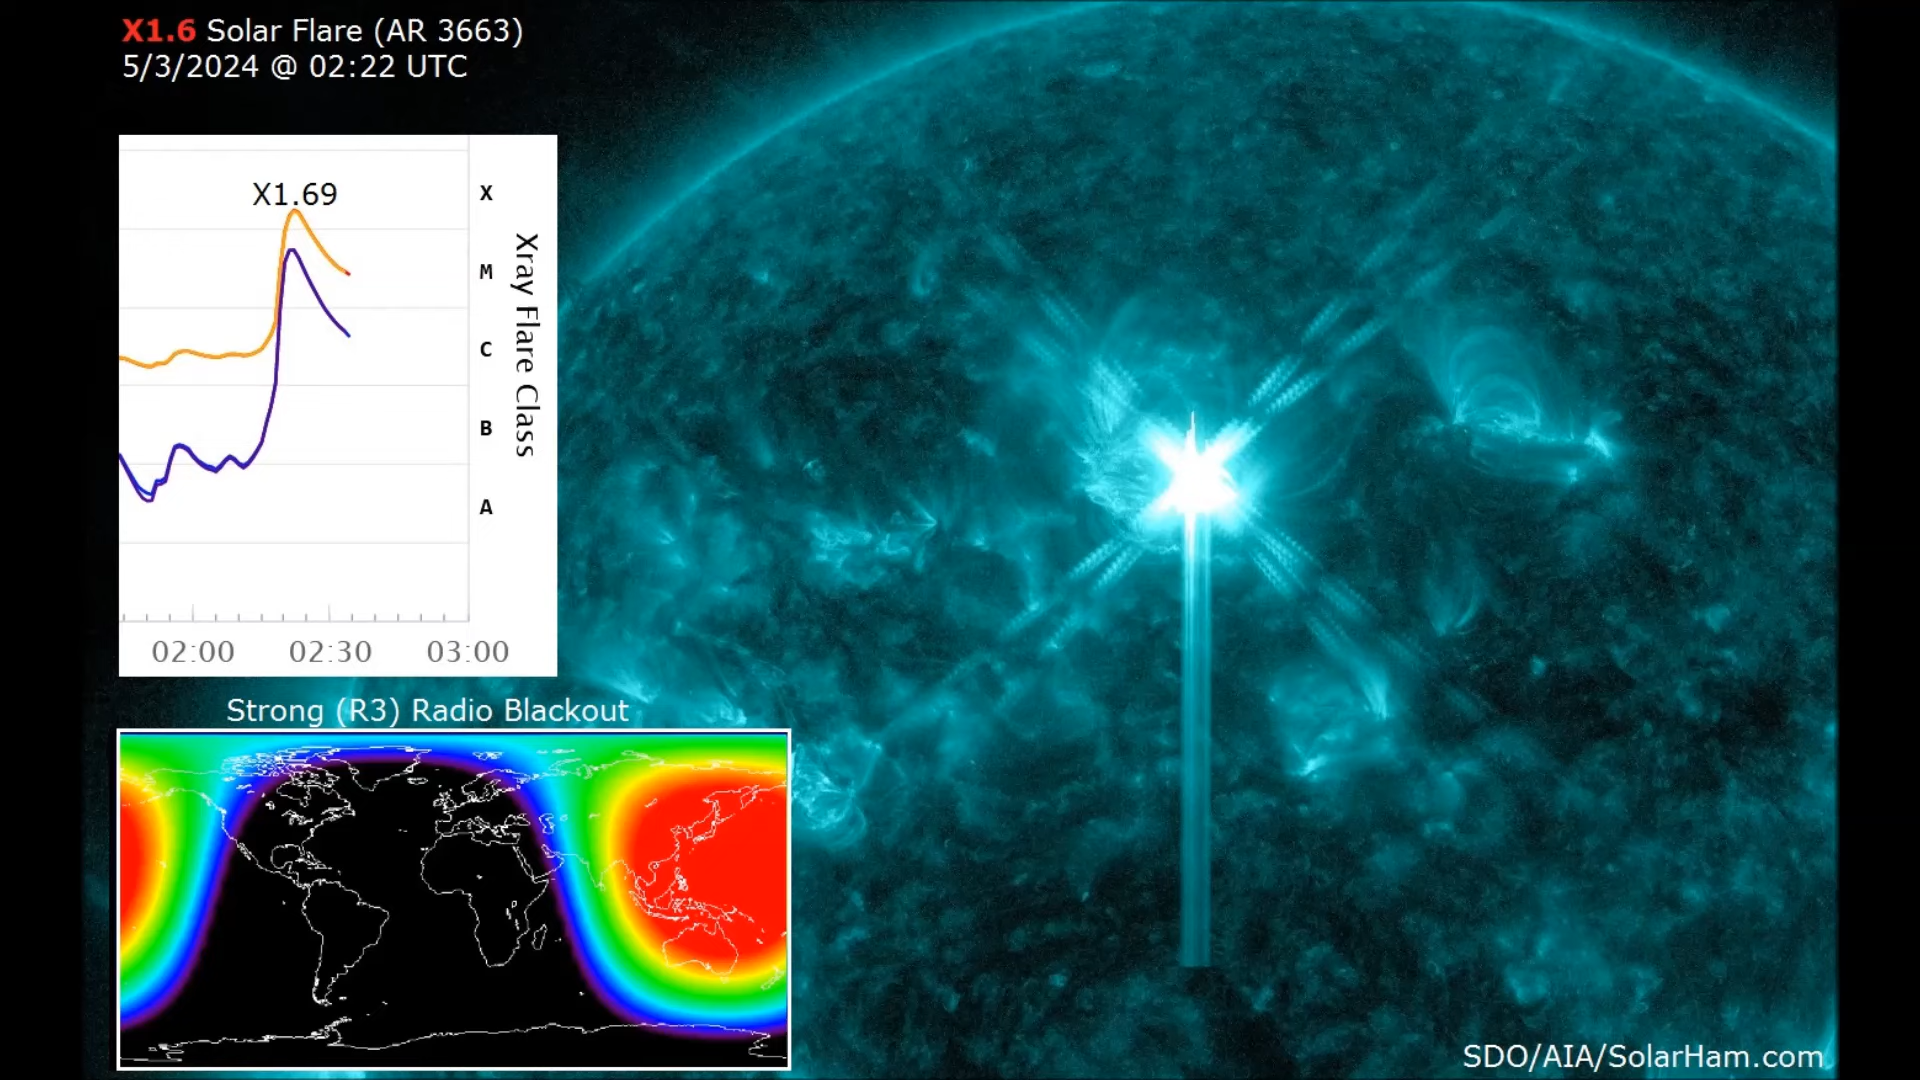 X1.6 Solar Flare (AR 3663)
5/3/2024 @ 02:22 UTC
X1.69
X
M
C
B
A
Xray Flare Class
02:00 02:30 03:00
Strong (R3) Radio Blackout
SDO/AIA/SolarHam.com